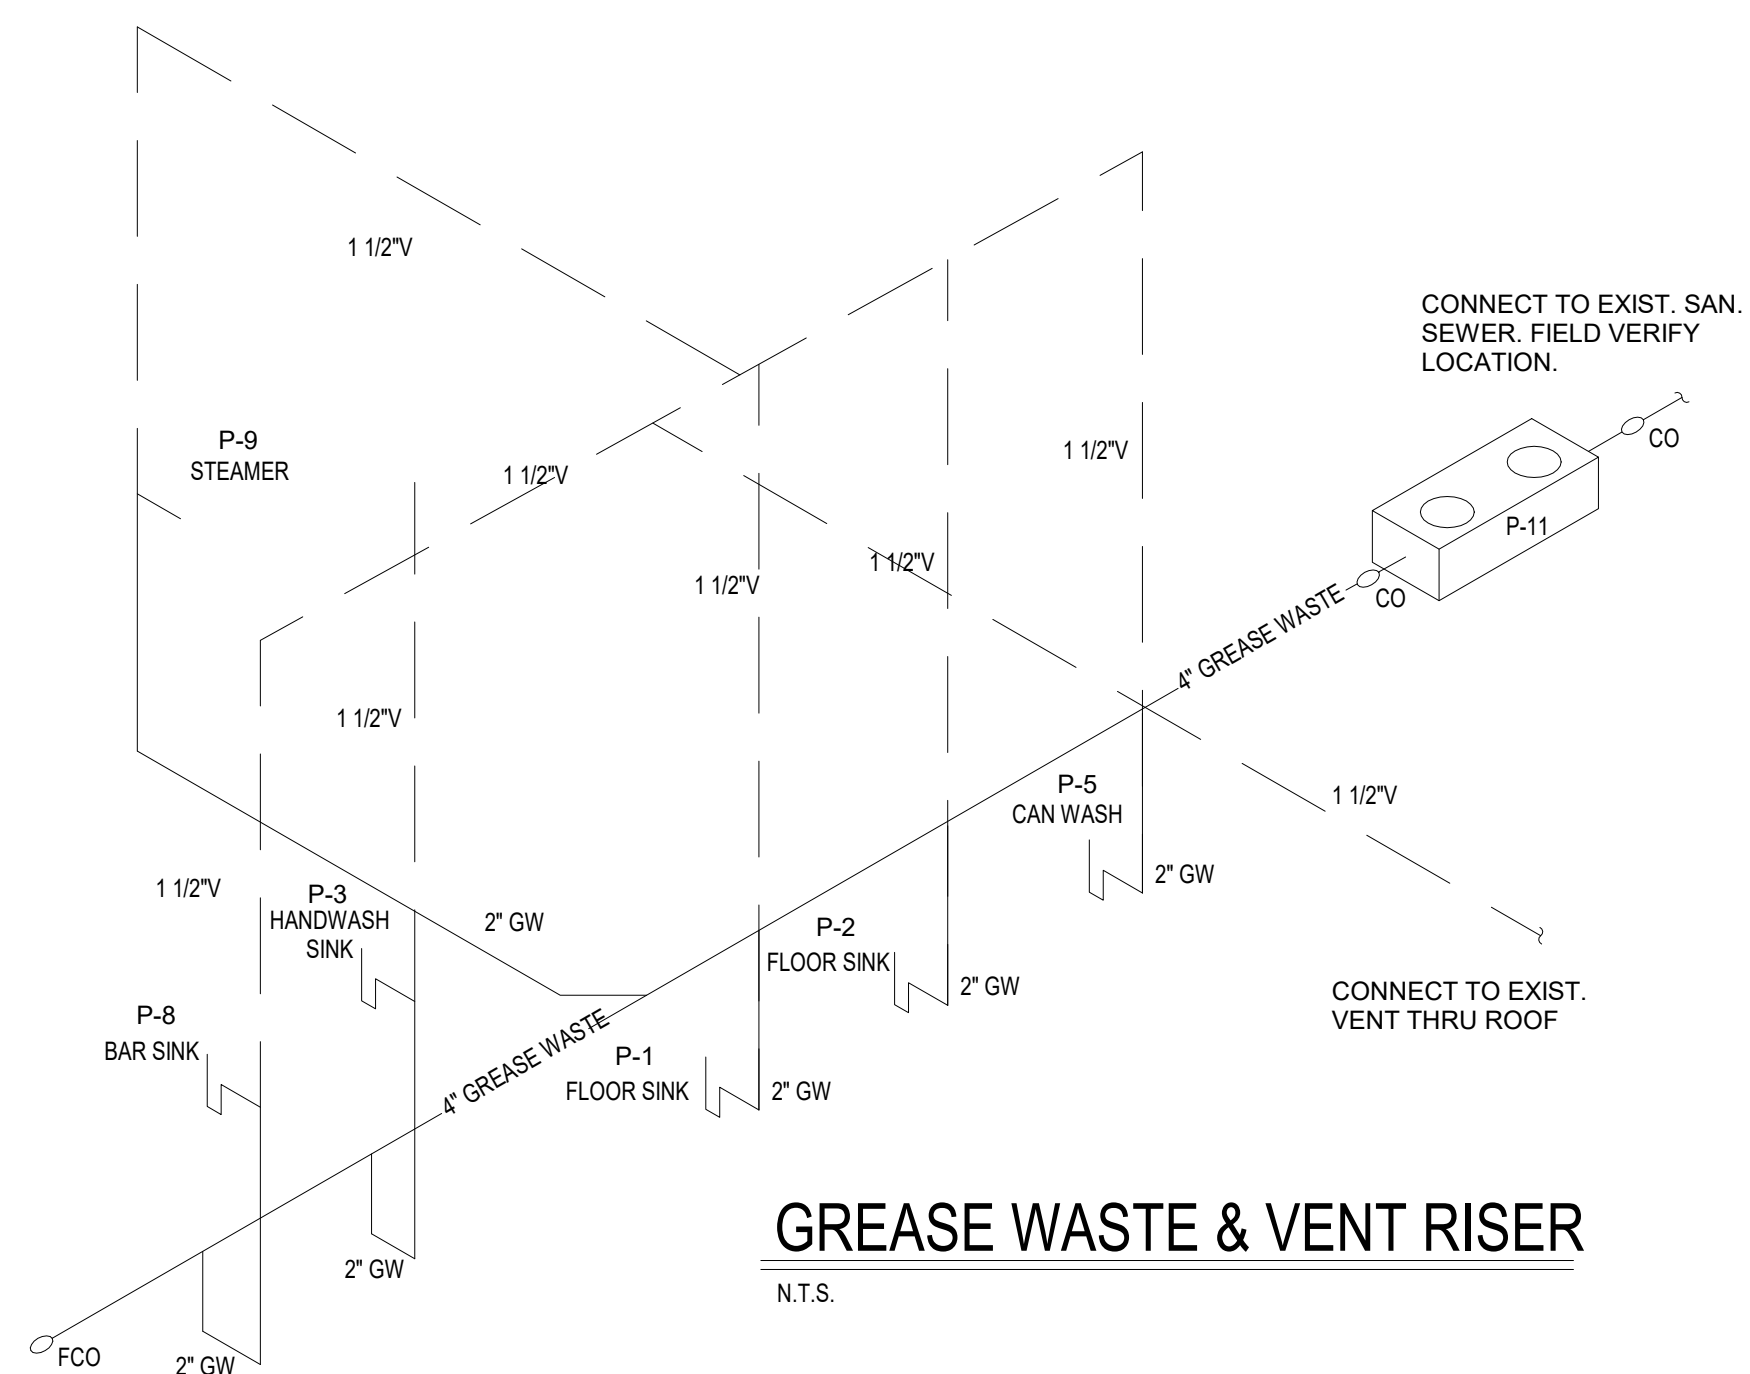 1 1/2"V
CONNECT TO EXIST. SAN.
SEWER. FIELD VERIFY
LOCATION.
P-9
STEAMER
1 1/2"V
1 1/2"V
CO
P-11
1 1/2"V
1 1/2"V
CO
4" GREASE WASTE
1 1/2"V
P-5
CAN WASH
1 1/2"V
1 1/2"V
P-3
HANDWASH
SINK
2" GW
2" GW
P-2
FLOOR SINK
2" GW
P-8
BAR SINK
4" GREASE WASTE
P-1
FLOOR SINK
2" GW
CONNECT TO EXIST.
VENT THRU ROOF
GREASE WASTE & VENT RISER
N.T.S.
2" GW
FCO
2" GW